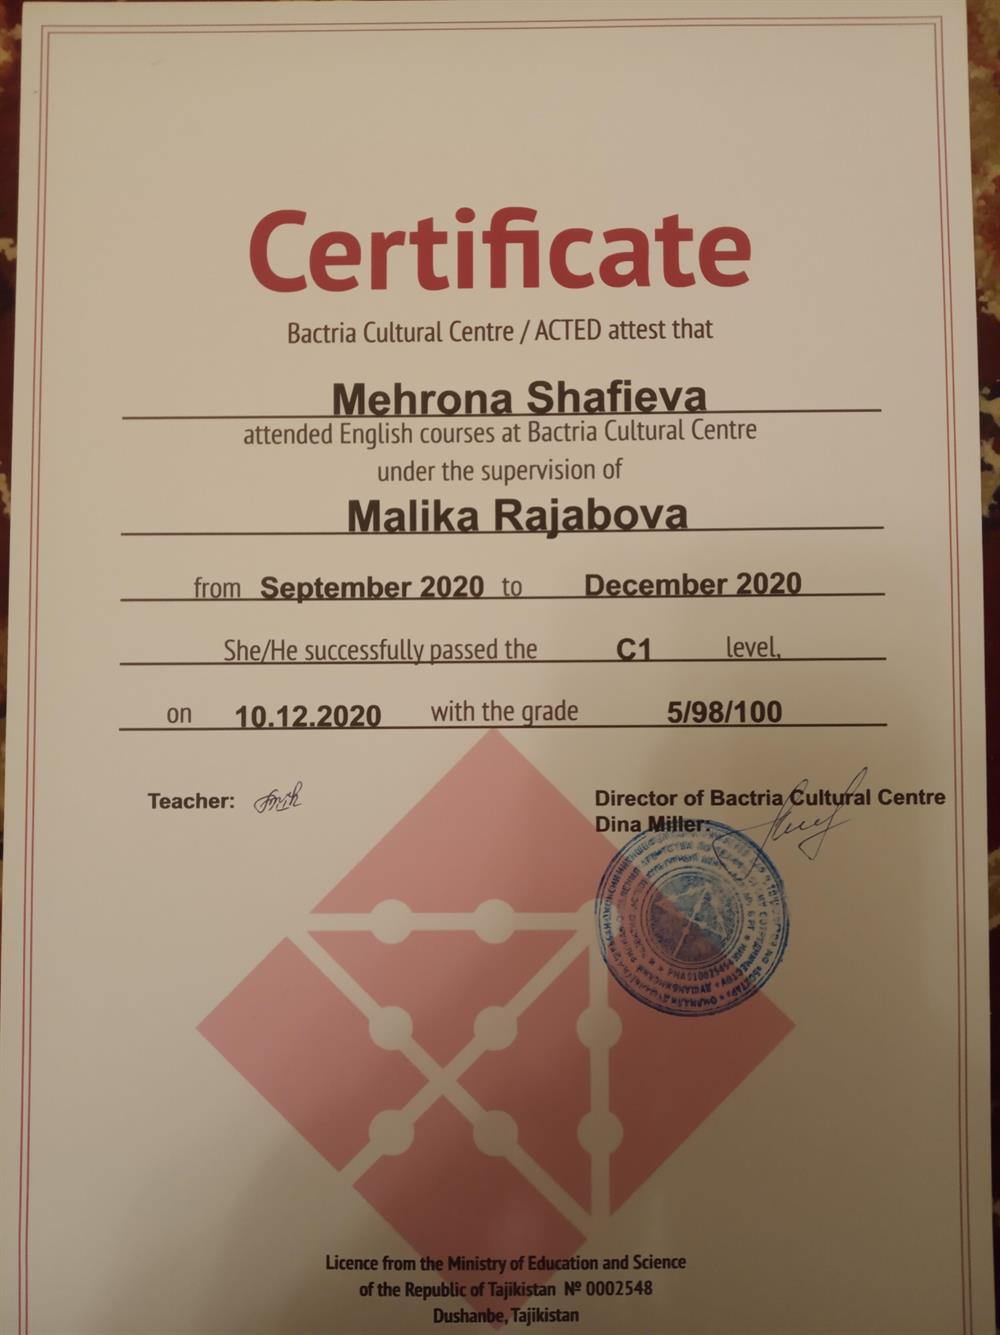 Certificate
Bactria Cultural Centre / ACTED attest that
Mehrona Shafieva
attended English courses at Bactria Cultural Centre
under the supervision of
Malika Rajabova
from September 2020 to December 2020
She/He successfully passed the C1 level,
on 10.12.2020 with the grade 5/98/100
Teacher:
Director of Bactria Cultural Centre
Dina Miller:
Licence from the Ministry of Education and Science
of the Republic of Tajikistan № 0002548
Dushanbe, Tajikistan